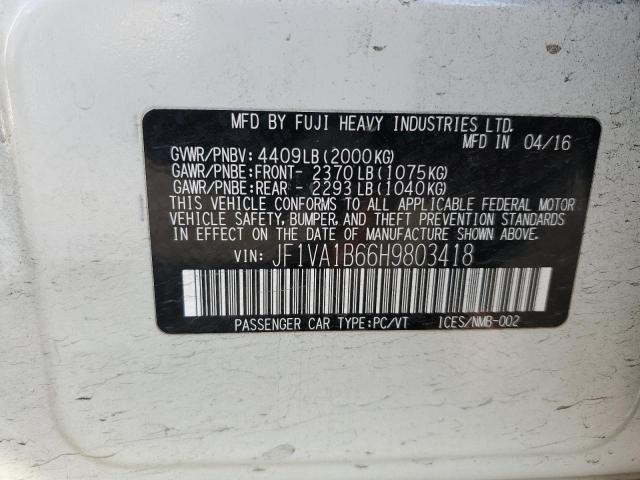 MFD BY FUJI HEAVY INDUSTRIES LTD.
MFD IN 04/16
GVWR/PNBV: 4409LB(2000KG)
GAWR/PNBE:FRONT- 2370LB(1075KG)
GAWR/PNBE:REAR - 2293LB(1040KG)
THIS VEHICLE CONFORMS TO ALL APPLICABLE FEDERAL MOTOR
VEHICLE SAFETY, BUMPER, AND THEFT PREVENTION STANDARDS
IN EFFECT ON THE DATE OF MANUFACTURE SHOWN ABOVE.
VIN: JF1VA1B66H9803418
PASSENGER CAR TYPE:PC/VT ICES/NMB-002